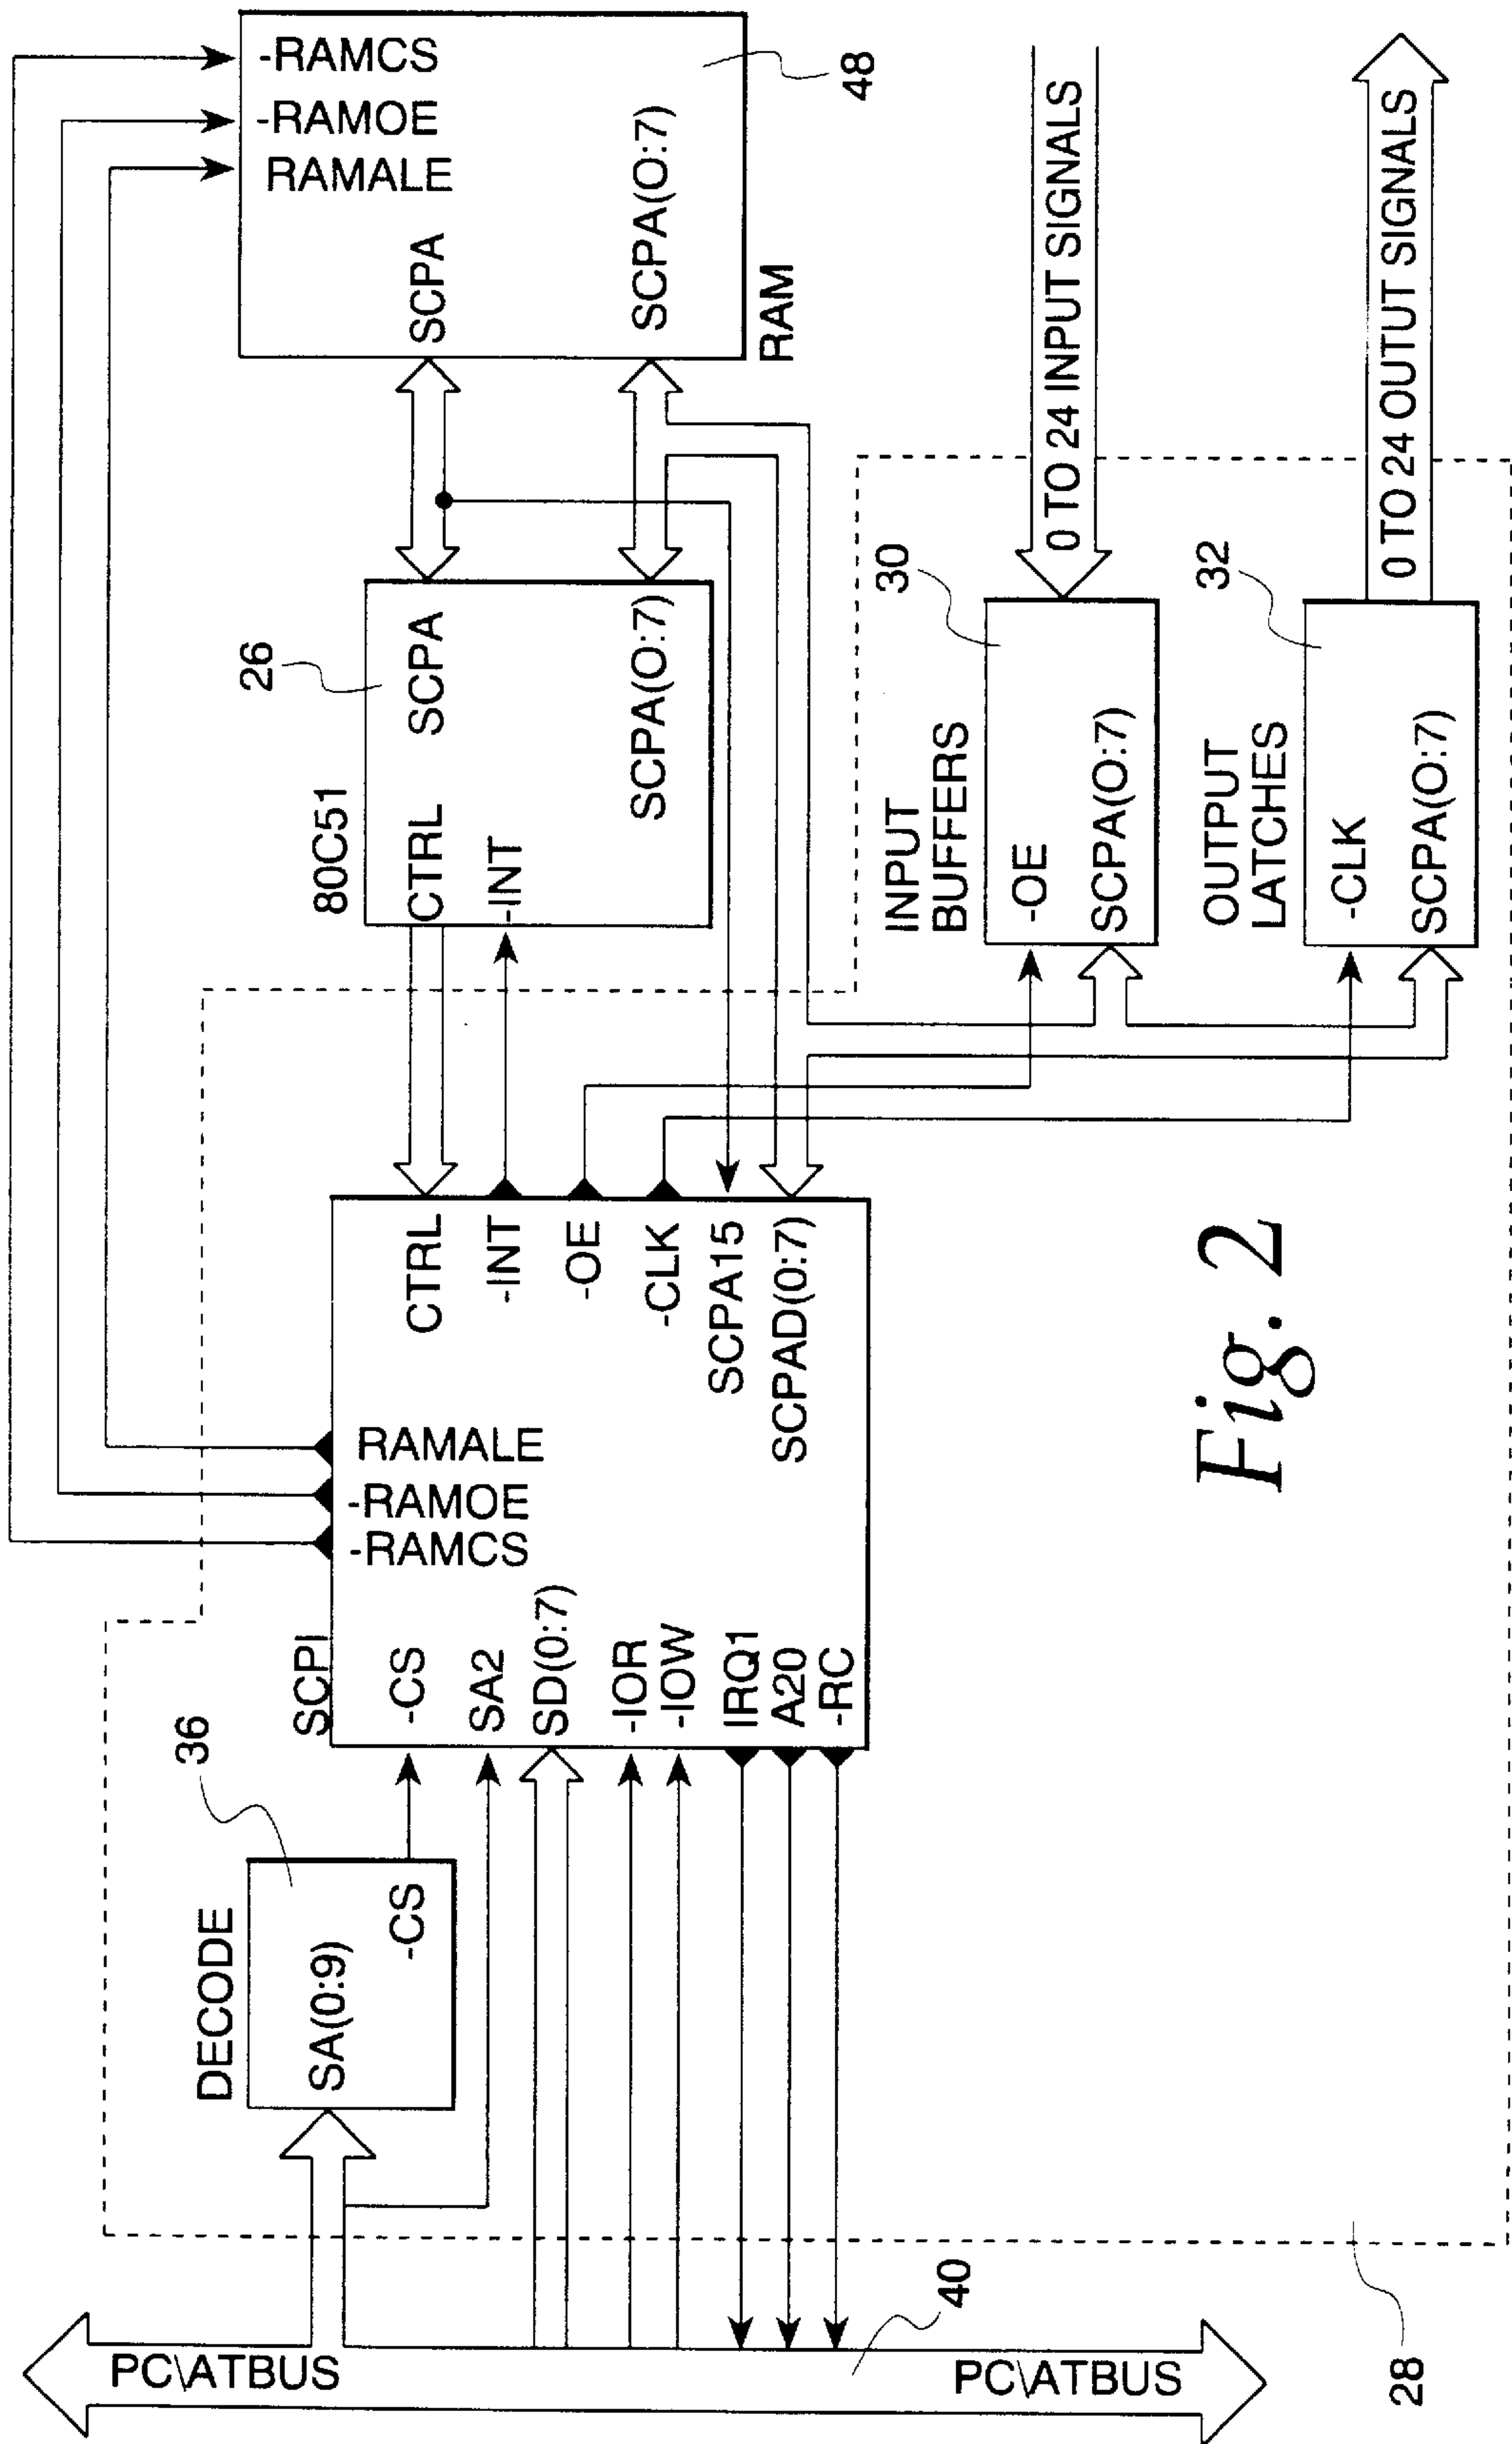 PC\ATBUS
PC\ATBUS
40
28
DECODE
SA(0:9)
-CS
36
SCPI
-CS
SA2
SD(0:7)
-IOR
-IOW
IRQ1
A20
-RC
-RAMCS
-RAMOE
RAMALE
CTRL
-INT
-OE
-CLK
SCPA15
SCPAD(0:7)
80C51
26
CTRL
SCPA
-INT
SCPA(O:7)
-RAMCS
-RAMOE
RAMALE
SCPA
SCPA(O:7)
RAM
48
INPUT
BUFFERS
30
-OE
SCPA(O:7)
0 TO 24 INPUT SIGNALS
OUTPUT
LATCHES
32
-CLK
SCPA(O:7)
0 TO 24 OUTUT SIGNALS
Fig. 2